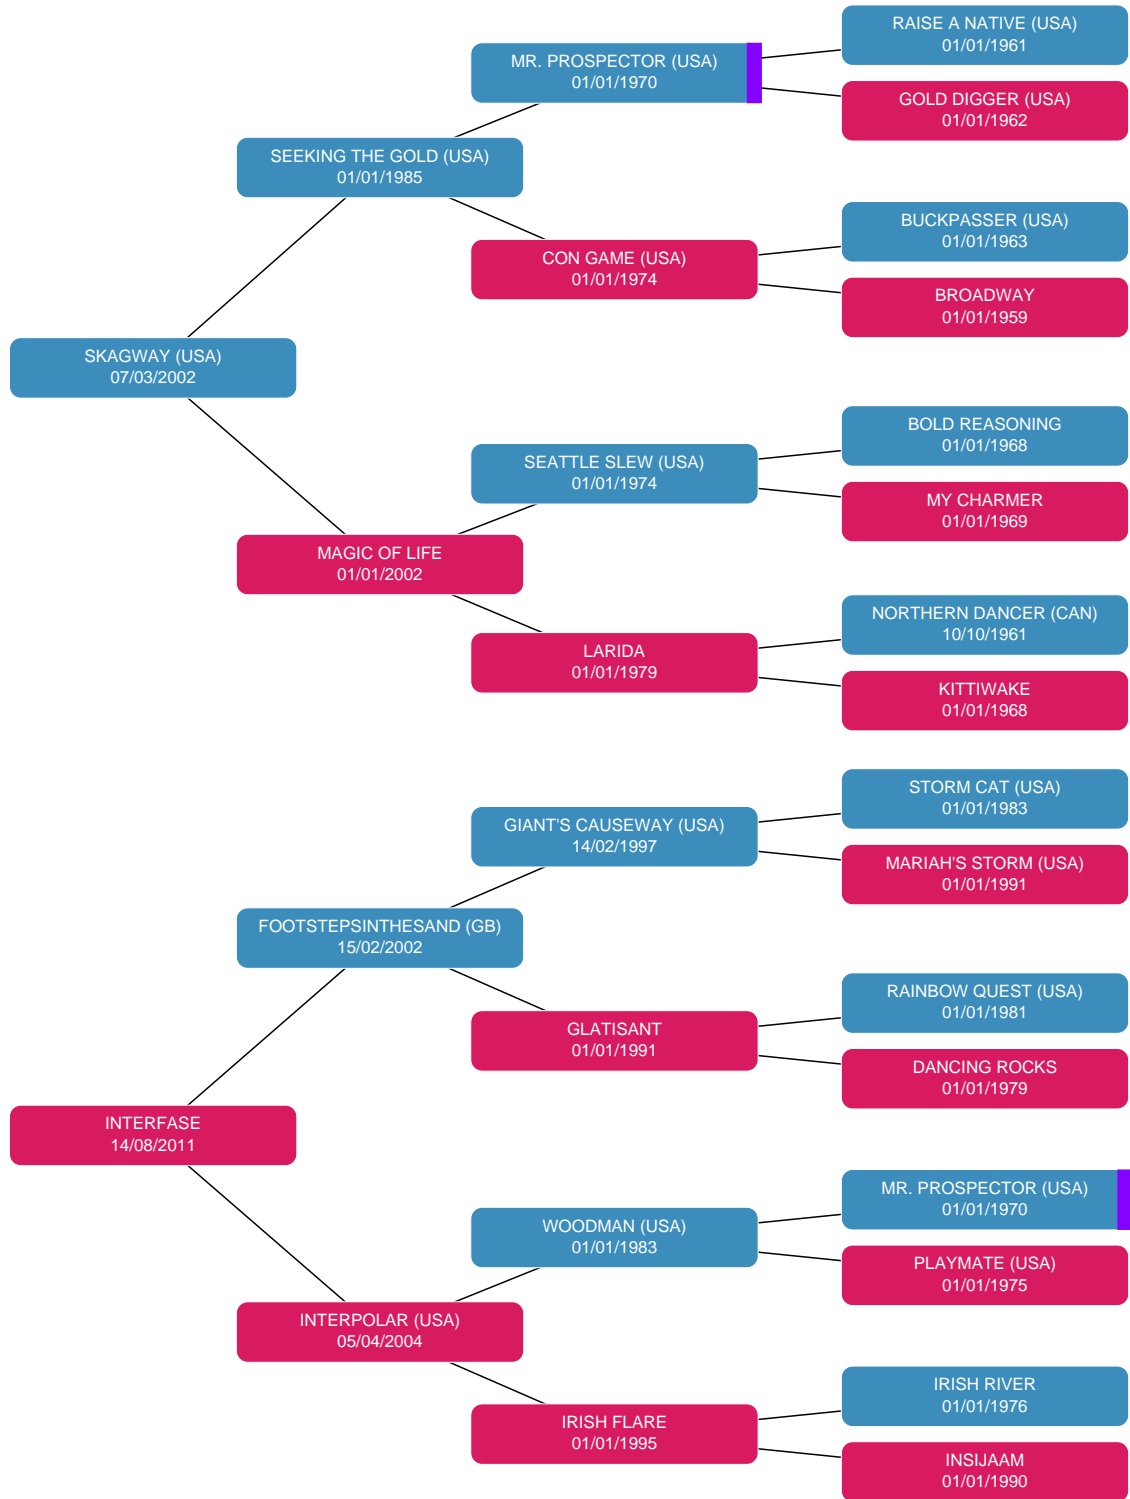 RAISE A NATIVE (USA)
01/01/1961
MR. PROSPECTOR (USA)
01/01/1970
GOLD DIGGER (USA)
01/01/1962
SEEKING THE GOLD (USA)
01/01/1985
BUCKPASSER (USA)
01/01/1963
CON GAME (USA)
01/01/1974
BROADWAY
01/01/1959
SKAGWAY (USA)
07/03/2002
BOLD REASONING
01/01/1968
SEATTLE SLEW (USA)
01/01/1974
MY CHARMER
01/01/1969
MAGIC OF LIFE
01/01/2002
NORTHERN DANCER (CAN)
10/10/1961
LARIDA
01/01/1979
KITTIWAKE
01/01/1968
STORM CAT (USA)
01/01/1983
GIANT'S CAUSEWAY (USA)
14/02/1997
MARIAH'S STORM (USA)
01/01/1991
FOOTSTEPSINTHESAND (GB)
15/02/2002
RAINBOW QUEST (USA)
01/01/1981
GLATISANT
01/01/1991
DANCING ROCKS
01/01/1979
INTERFASE
14/08/2011
MR. PROSPECTOR (USA)
01/01/1970
WOODMAN (USA)
01/01/1983
PLAYMATE (USA)
01/01/1975
INTERPOLAR (USA)
05/04/2004
IRISH RIVER
01/01/1976
IRISH FLARE
01/01/1995
INSIJAAM
01/01/1990